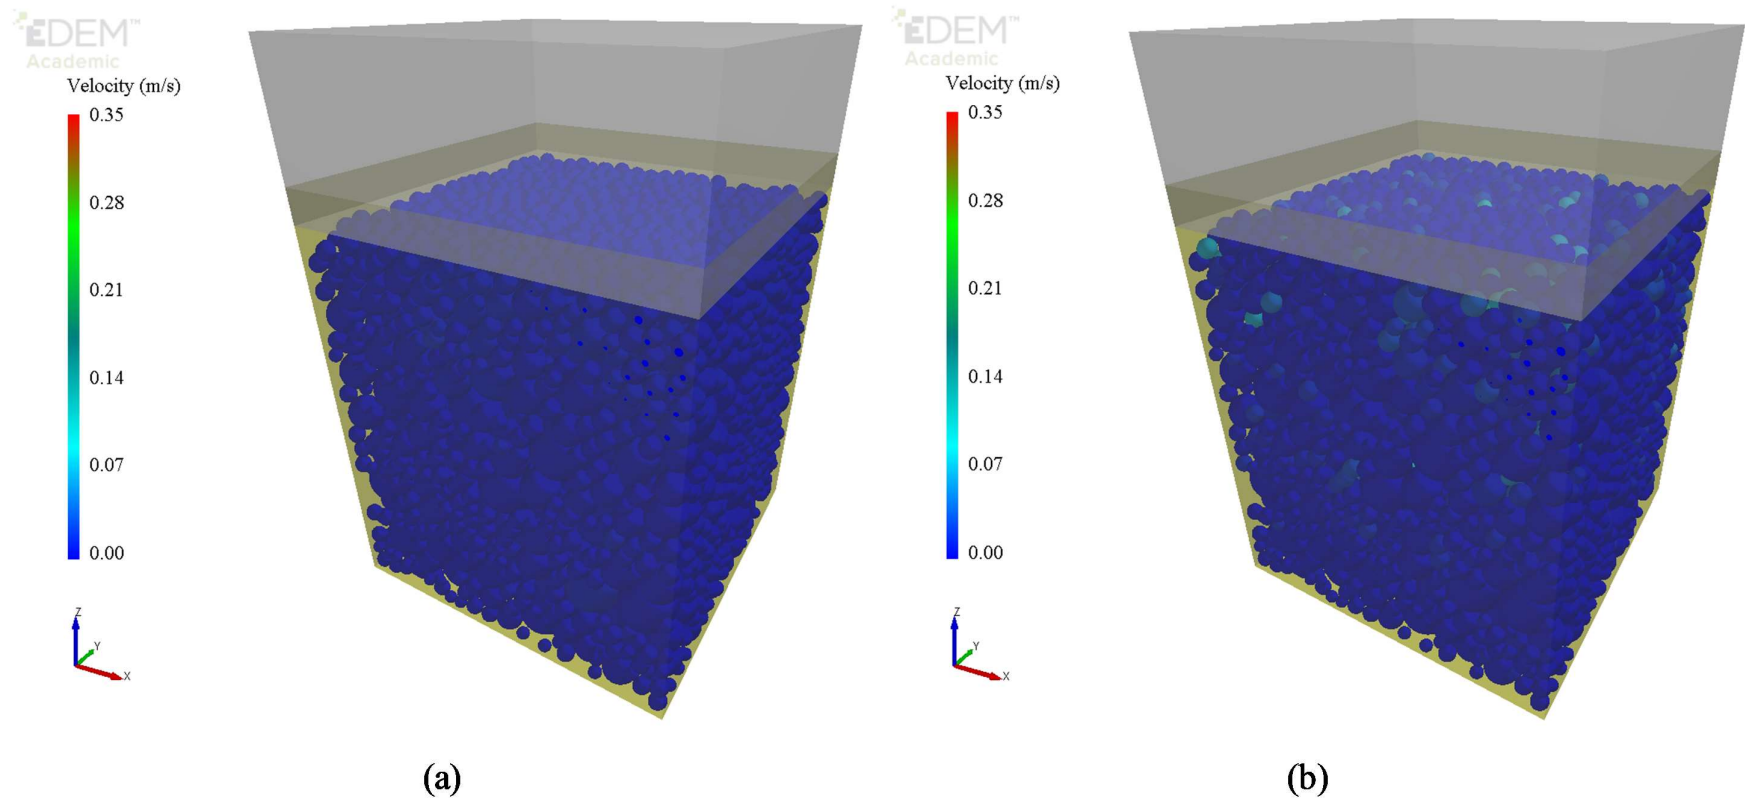 EDEM™
Academic
Velocity (m/s)
0.35
0.28
0.21
0.14
0.07
0.00
Z
Y
X
(a)
EDEM™
Academic
Velocity (m/s)
0.35
0.28
0.21
0.14
0.07
0.00
Z
Y
X
(b)